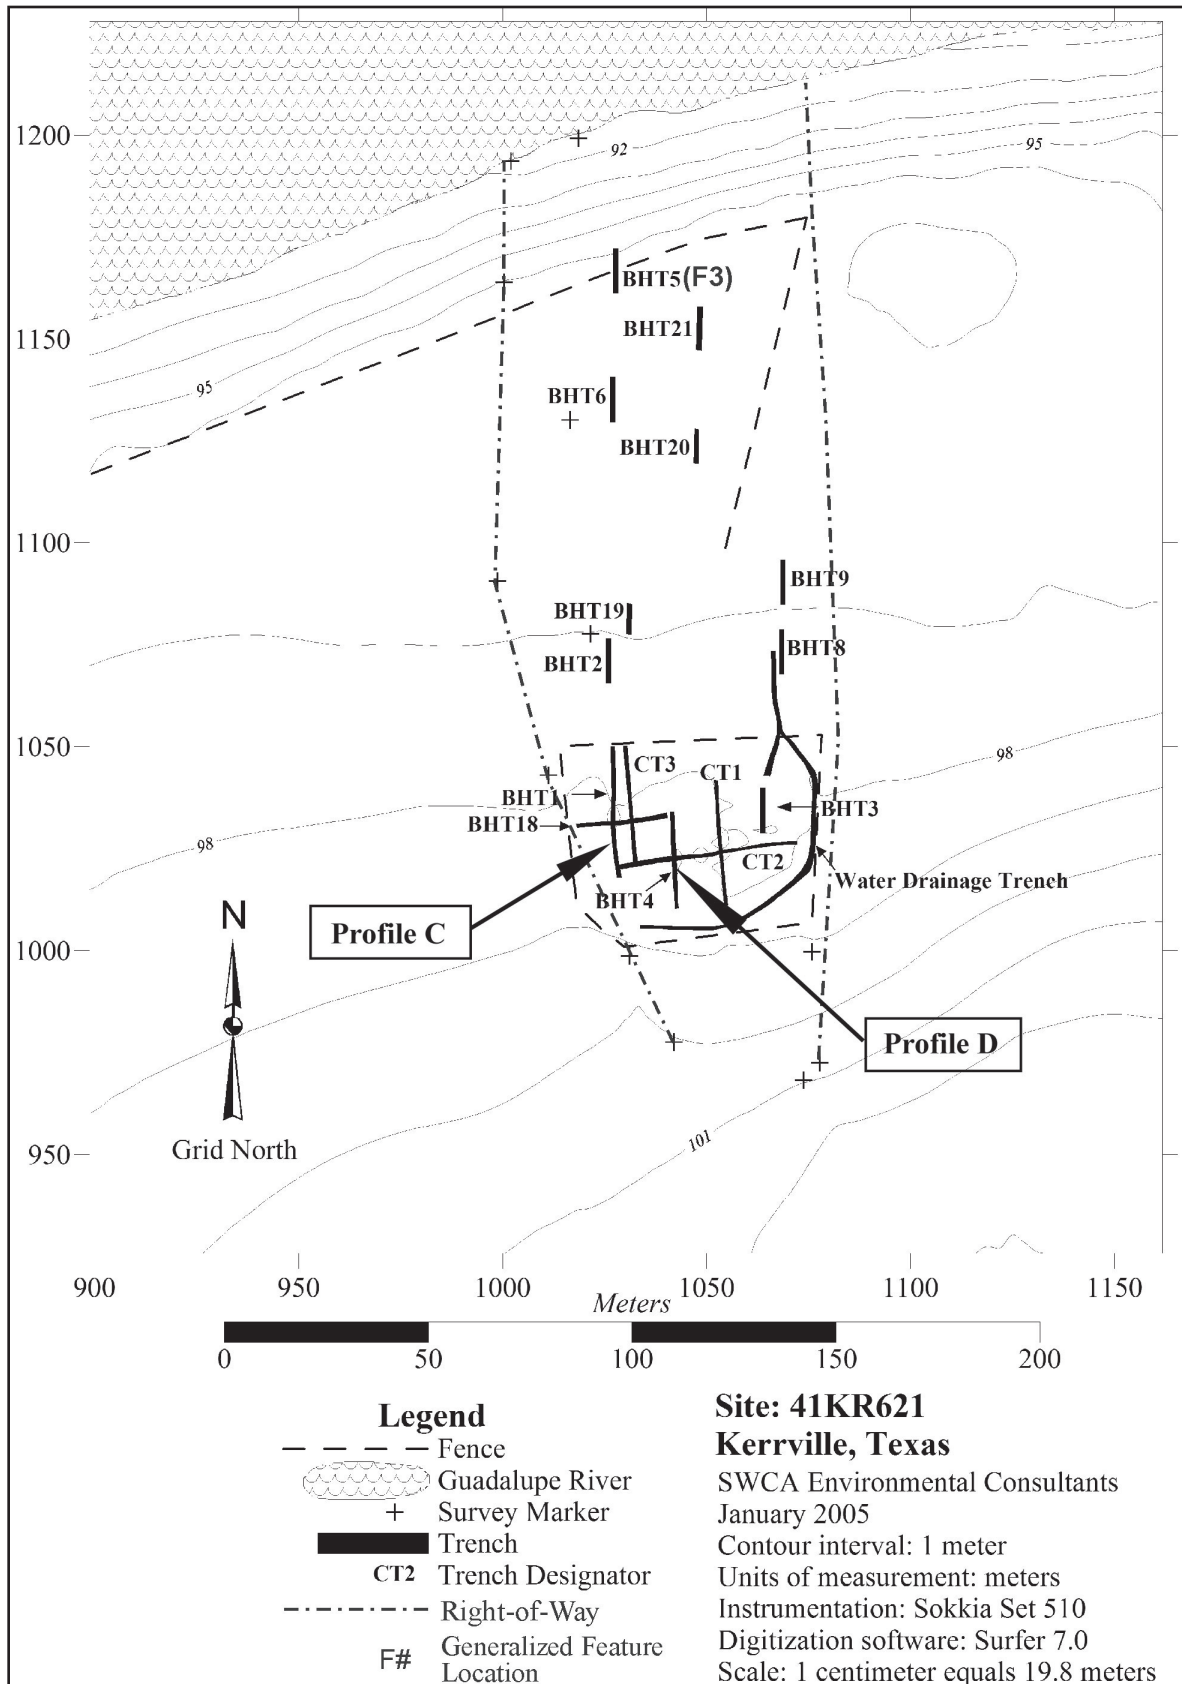 1200
92
95
BHT5(F3)
1150
BHT21
95
BHT6
BHT20
1100
BHT9
BHT19
BHT2
BHT8
1050
CT3
CT1
98
BHT1
BHT3
BHT18
98
CT2
Water Drainage Trench
BHT4
N
Profile C
1000
Profile D
Grid North
950
101
900
950
1000
1050
1100
1150
Meters
0
50
100
150
200
Legend
Fence
Guadalupe River
Survey Marker
Trench
CT2 Trench Designator
Right-of-Way
F# Generalized Feature
Location
Site: 41KR621
Kerrville, Texas
SWCA Environmental Consultants
January 2005
Contour interval: 1 meter
Units of measurement: meters
Instrumentation: Sokkia Set 510
Digitization software: Surfer 7.0
Scale: 1 centimeter equals 19.8 meters